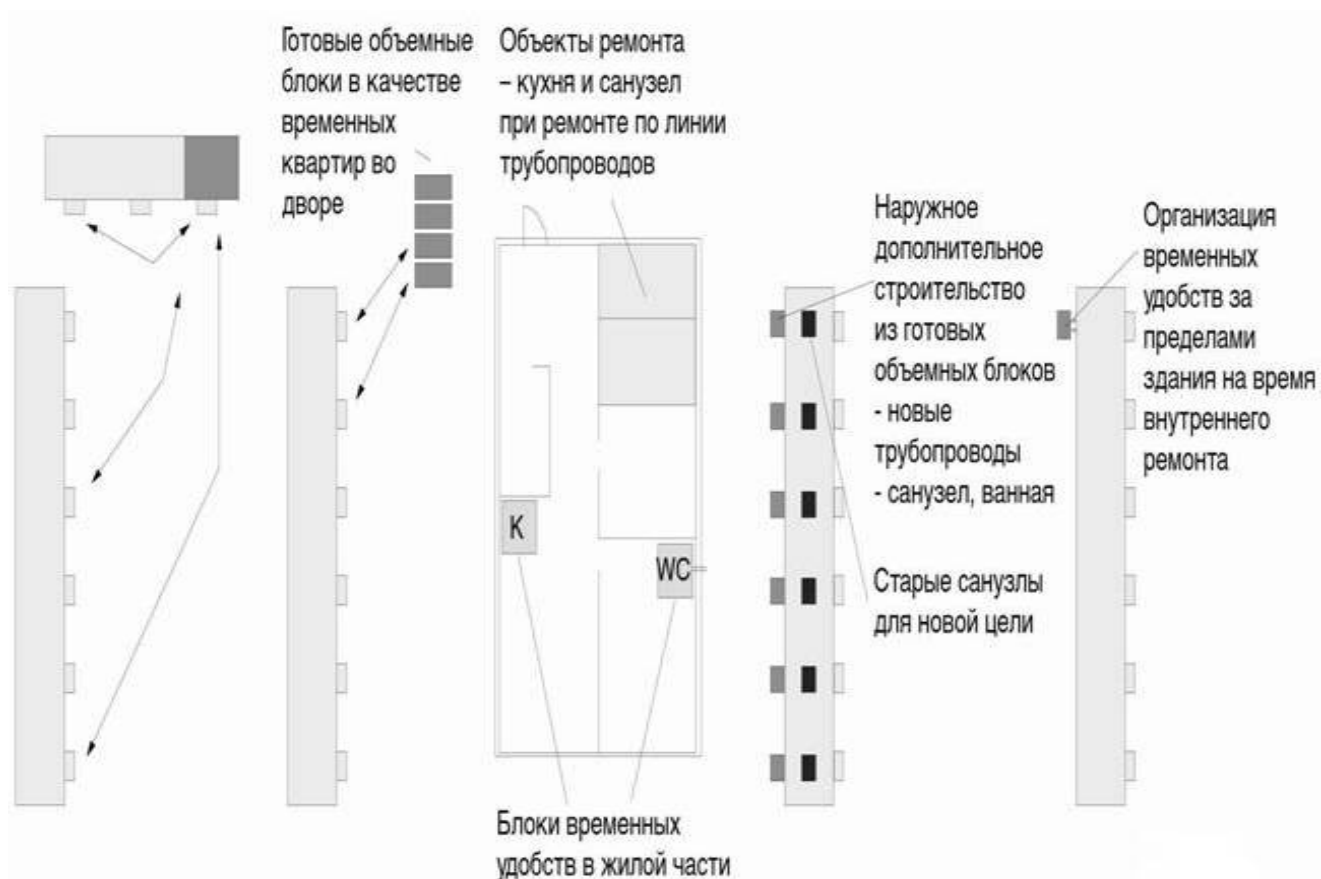 Готовые объемные
блоки в качестве
временных
квартир во
дворе
Объекты ремонта
– кухня и санузел
при ремонте по линии
трубопроводов
K
WC
Блоки временных
удобств в жилой части
Наружное
дополнительное
строительство
из готовых
объемных блоков
- новые
трубопроводы
- санузел, ванная
Старые санузлы
для новой цели
Организация
временных
удобств за
пределами
здания на время
внутреннего
ремонта